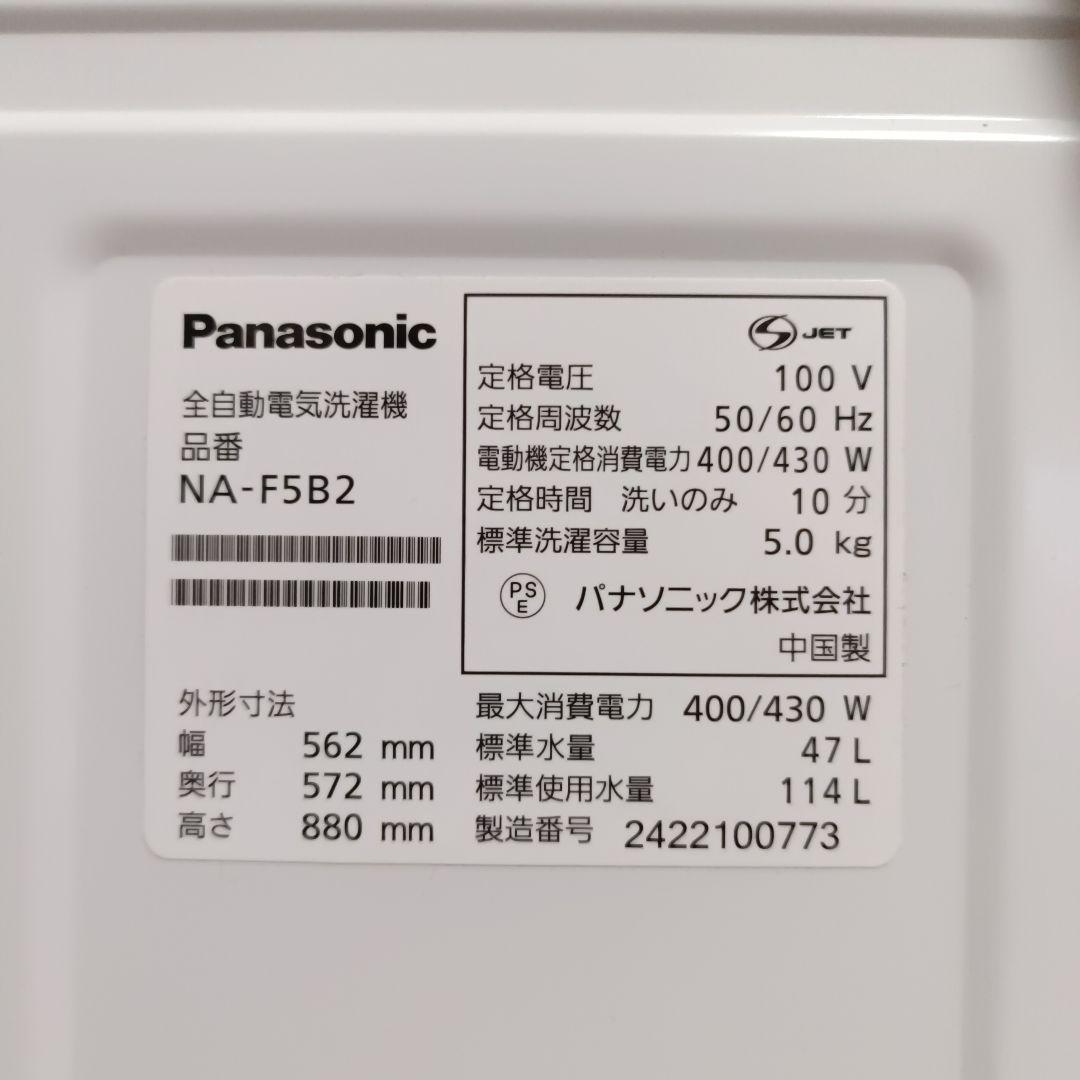 Panasonic
全自動電気洗濯機
品番
NA-F5B2
JET
定格電圧 100 V
定格周波数 50/60 Hz
電動機定格消費電力 400/430 W
定格時間 洗いのみ 10 分
標準洗濯容量 5.0 kg
PSE パナソニック株式会社
中国製
外形寸法
幅 562 mm
奥行 572 mm
高さ 880 mm
最大消費電力 400/430 W
標準水量 47 L
標準使用水量 114 L
製造番号 2422100773